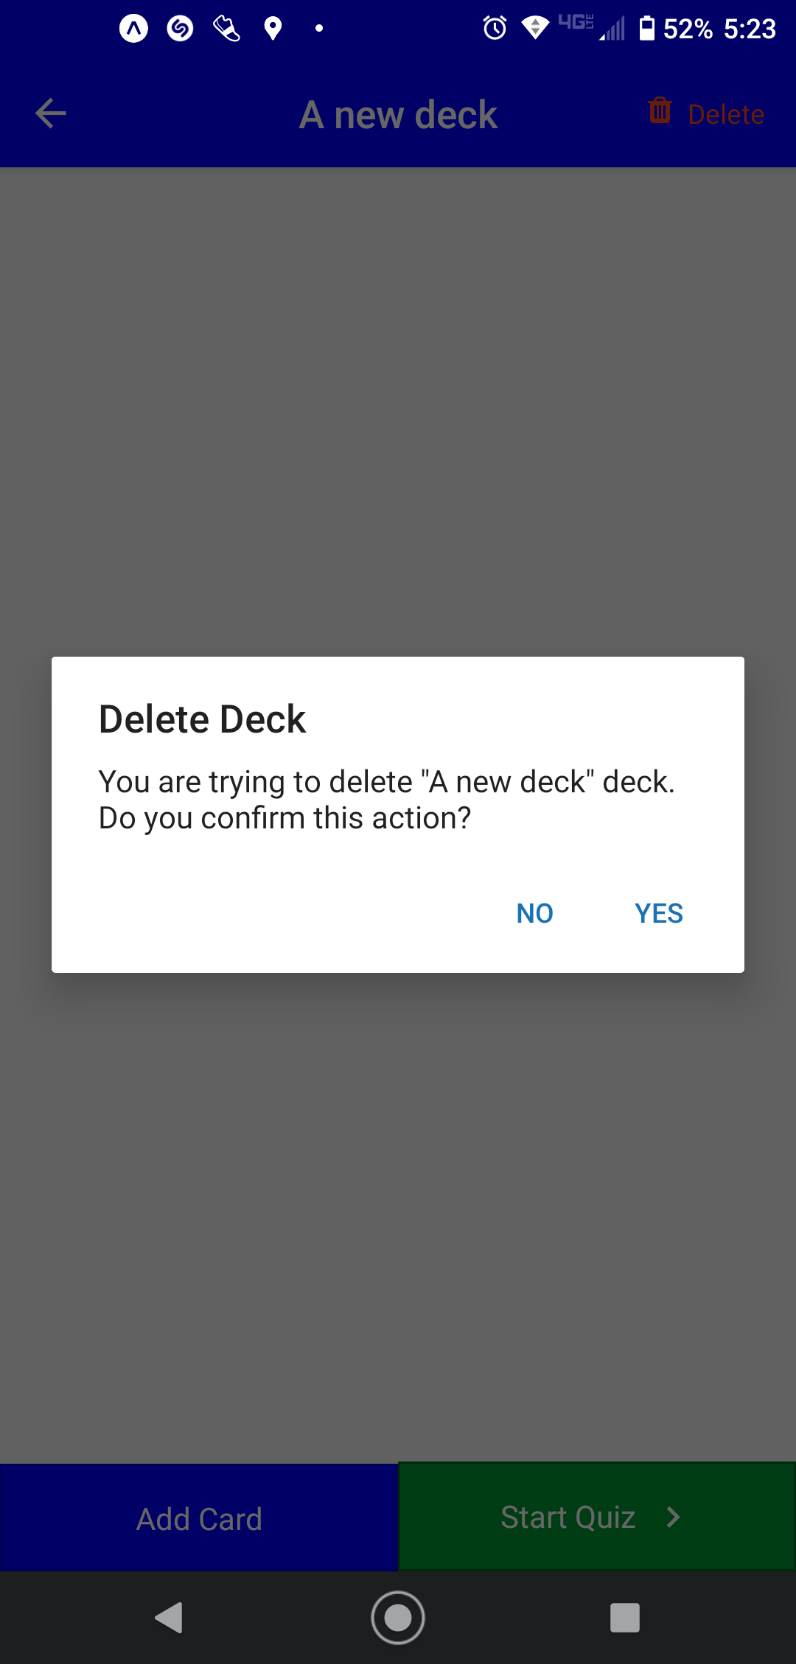 4G LTE 52% 5:23
A new deck
Delete
Delete Deck
You are trying to delete "A new deck" deck.
Do you confirm this action?
NO YES
Add Card
Start Quiz